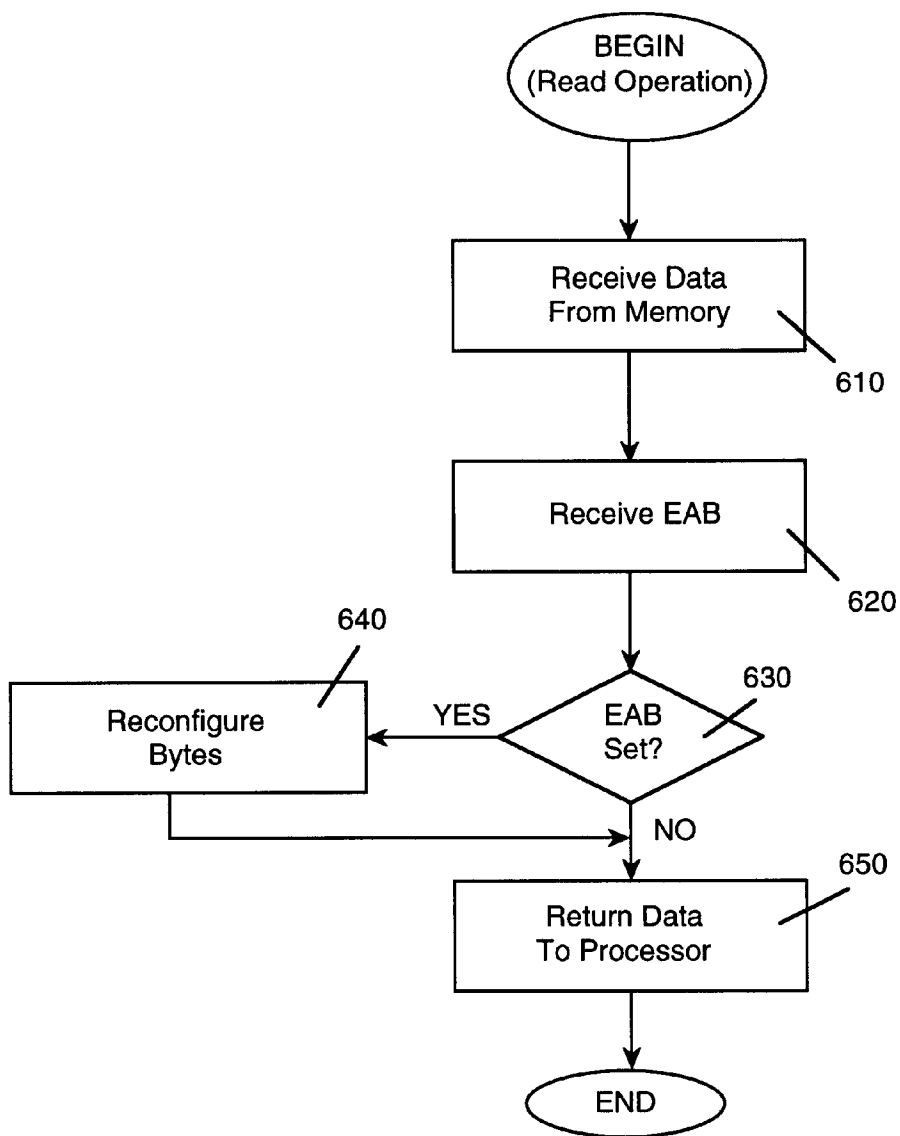 BEGIN
(Read Operation)
Receive Data
From Memory
610
Receive EAB
620
640
Reconfigure
Bytes
YES
630
EAB
Set?
NO
650
Return Data
To Processor
END